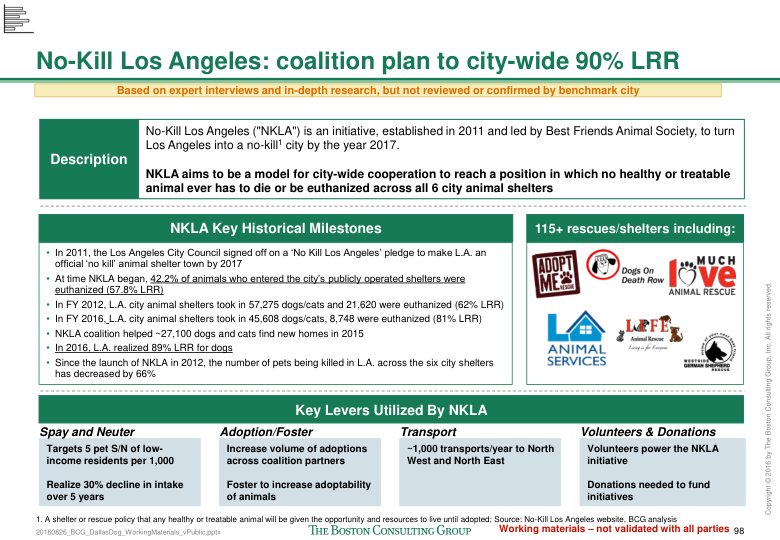 No-Kill Los Angeles: coalition plan to city-wide 90% LRR
Based on expert interviews and in-depth research, but not reviewed or confirmed by benchmark city
Description
No-Kill Los Angeles ("NKLA") is an initiative, established in 2011 and led by Best Friends Animal Society, to turn
Los Angeles into a no-kill¹ city by the year 2017.
NKLA aims to be a model for city-wide cooperation to reach a position in which no healthy or treatable
animal ever has to die or be euthanized across all 6 city animal shelters
NKLA Key Historical Milestones
• In 2011, the Los Angeles City Council signed off on a 'No Kill Los Angeles' pledge to make L.A. an
official 'no kill' animal shelter town by 2017
• At time NKLA began, 42.2% of animals who entered the city's publicly operated shelters were
euthanized (57.8% LRR)
• In FY 2012, L.A. city animal shelters took in 57,275 dogs/cats and 21,620 were euthanized (62% LRR)
• In FY 2016, L.A. city animal shelters took in 45,608 dogs/cats, 8,748 were euthanized (81% LRR)
• NKLA coalition helped ~27,100 dogs and cats find new homes in 2015
• In 2016, L.A. realized 89% LRR for dogs
• Since the launch of NKLA in 2012, the number of pets being killed in L.A. across the six city shelters
has decreased by 66%
115+ rescues/shelters including:
ADOPT
ME
RESCUE
Dogs On
Death Row
MUCH
love
ANIMAL RESCUE
LA
ANIMAL
SERVICES
LIFE
Animal Rescue
Living is for Everyone
WESTSIDE
GERMAN SHEPHERD
RESCUE
Key Levers Utilized By NKLA
Spay and Neuter
Targets 5 pet S/N of low-
income residents per 1,000
Realize 30% decline in intake
over 5 years
Adoption/Foster
Increase volume of adoptions
across coalition partners
Foster to increase adoptability
of animals
Transport
~1,000 transports/year to North
West and North East
Volunteers & Donations
Volunteers power the NKLA
initiative
Donations needed to fund
initiatives
1. A shelter or rescue policy that any healthy or treatable animal will be given the opportunity and resources to live until adopted; Source: No-Kill Los Angeles website, BCG analysis
20160826_BCG_DallasDog_WorkingMaterials_vPublic.pptx
THE BOSTON CONSULTING GROUP
Working materials – not validated with all parties
98
Copyright © 2016 by The Boston Consulting Group, Inc. All rights reserved.